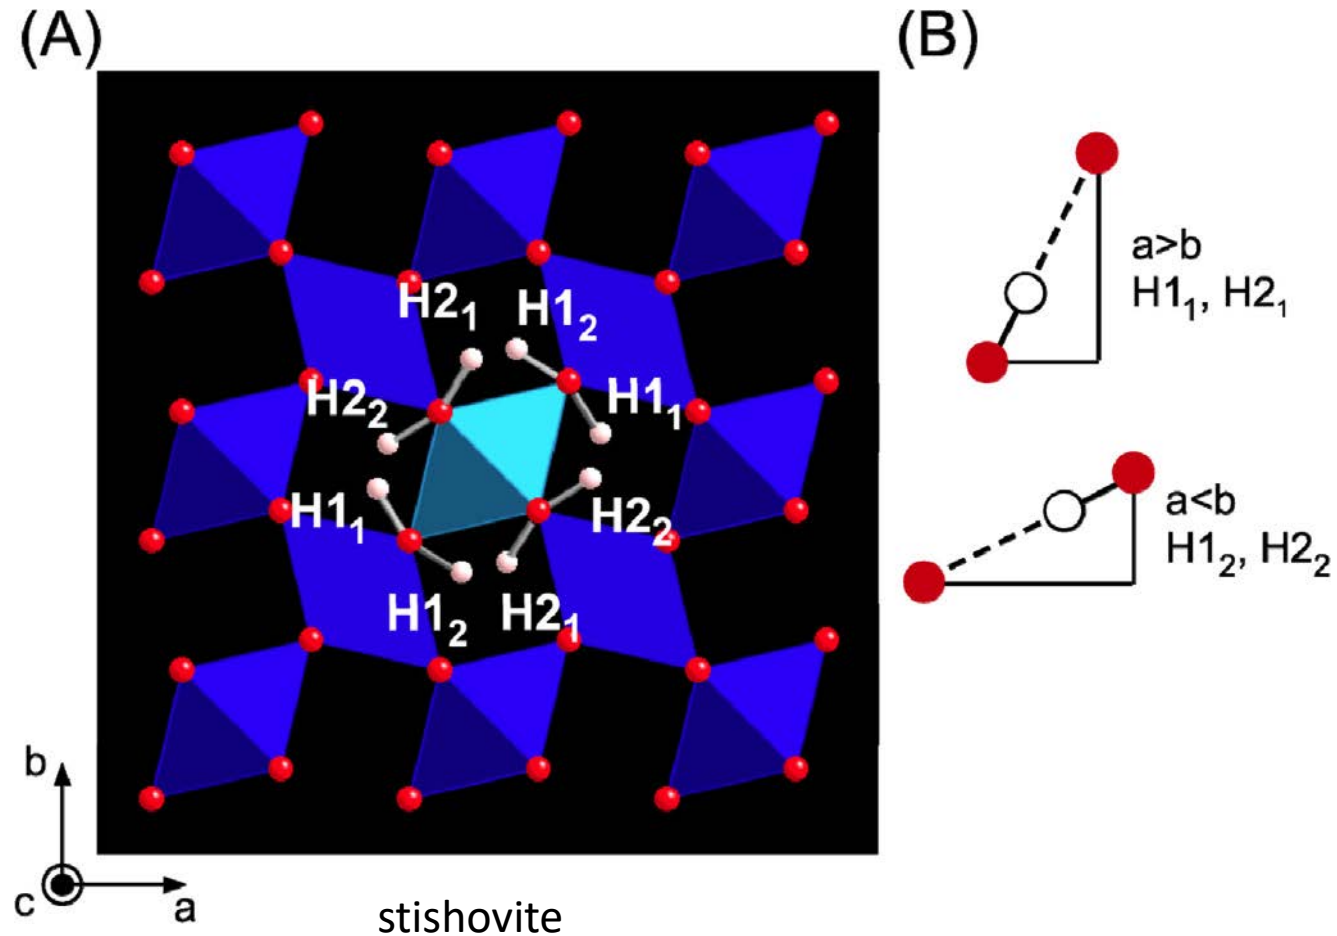 (A)
(B)
H2₁
H1₂
H2₂
H1₁
H1₁
H2₂
H1₂
H2₁
a>b
H1₁, H2₁
a<b
H1₂, H2₂
b
c
a
stishovite